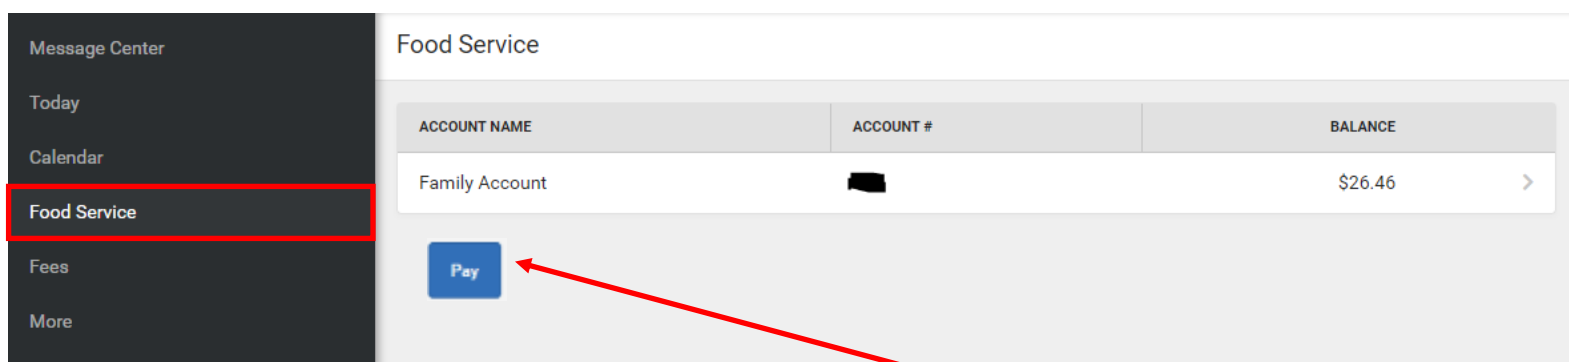 Message Center
Today
Calendar
Food Service
Fees
More
Food Service
ACCOUNT NAME ACCOUNT # BALANCE
Family Account $26.46
Pay